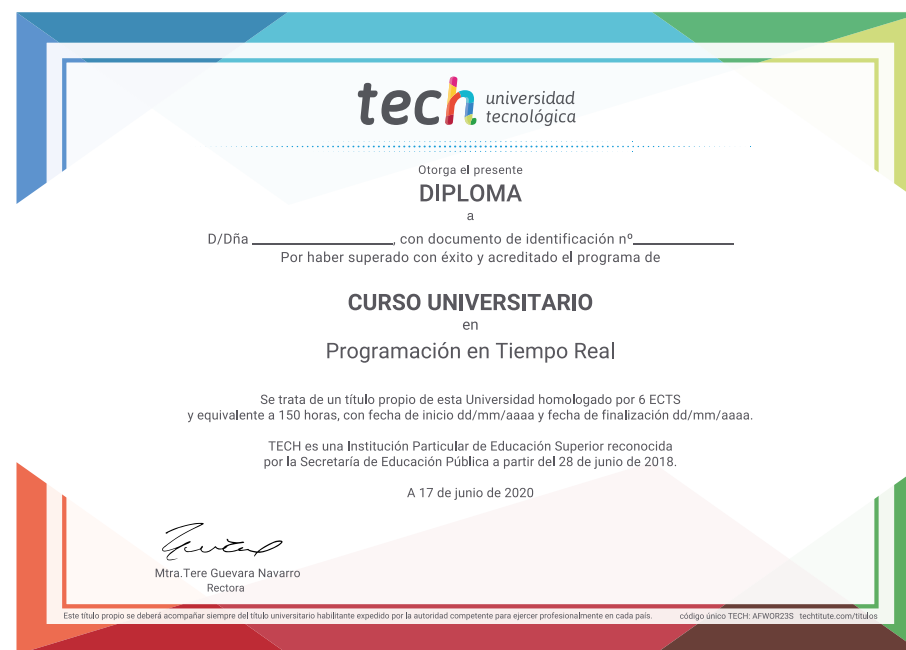 tech universidad
tecnológica
Otorga el presente
DIPLOMA
a
D/Dña ____________________, con documento de identificación nº______________
Por haber superado con éxito y acreditado el programa de
CURSO UNIVERSITARIO
en
Programación en Tiempo Real
Se trata de un título propio de esta Universidad homologado por 6 ECTS
y equivalente a 150 horas, con fecha de inicio dd/mm/aaaa y fecha de finalización dd/mm/aaaa.
TECH es una Institución Particular de Educación Superior reconocida
por la Secretaría de Educación Pública a partir del 28 de junio de 2018.
A 17 de junio de 2020
Mtra.Tere Guevara Navarro
Rectora
Este título propio se deberá acompañar siempre del título universitario habilitante expedido por la autoridad competente para ejercer profesionalmente en cada país. código único TECH: AFWOR23S techtitute.com/titulos